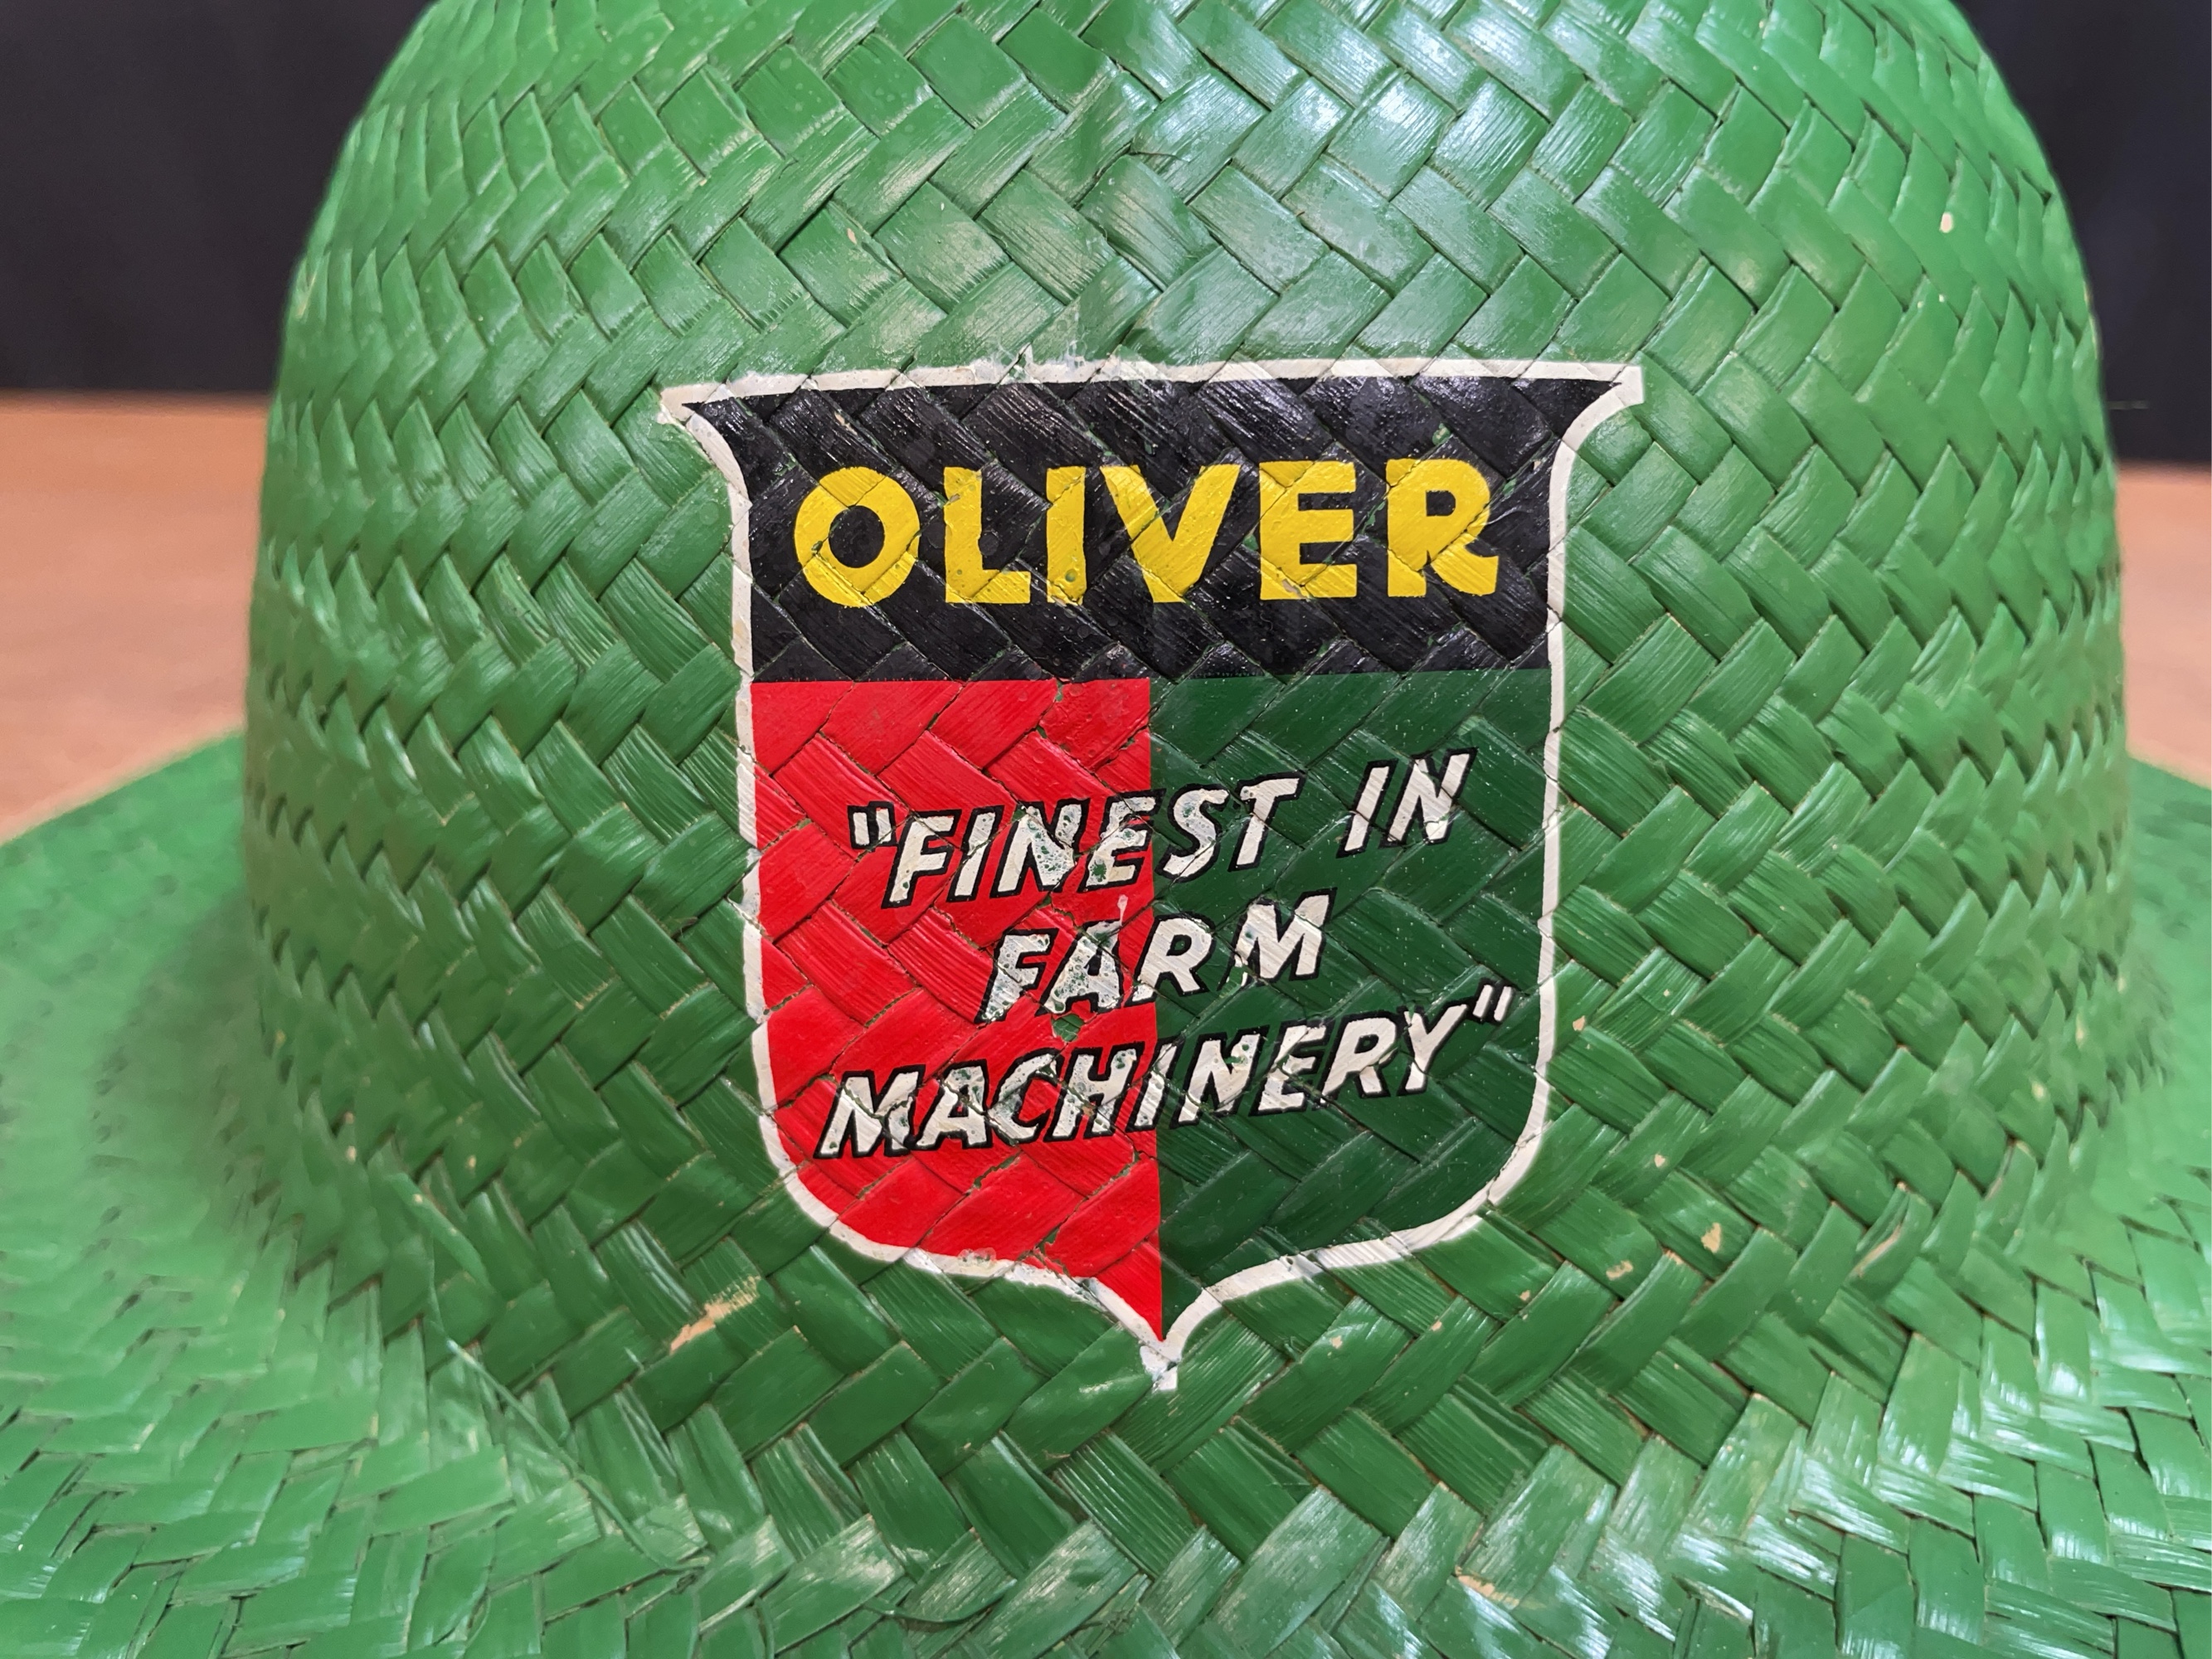 OLIVER
"FINEST IN
FARM
MACHINERY"